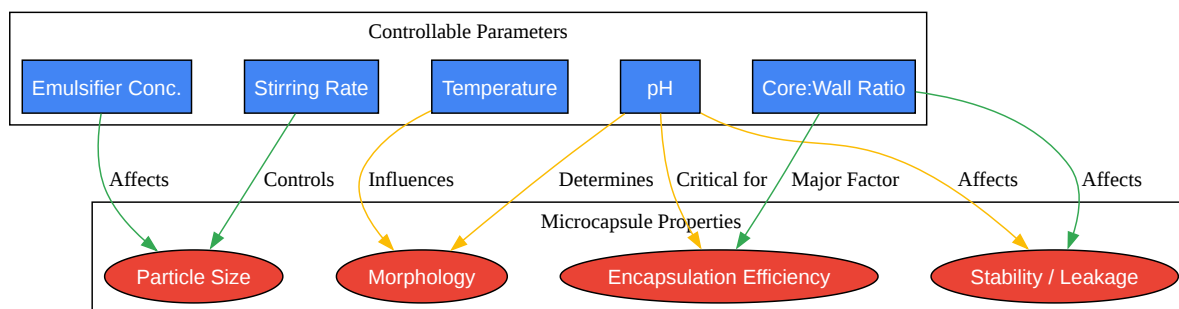 Controllable Parameters
Emulsifier Conc.
Stirring Rate
Temperature
pH
Core:Wall Ratio
Affects
Controls
Influences
Determines
Critical for
Major Factor
Affects
Affects
Microcapsule Properties
Particle Size
Morphology
Encapsulation Efficiency
Stability / Leakage